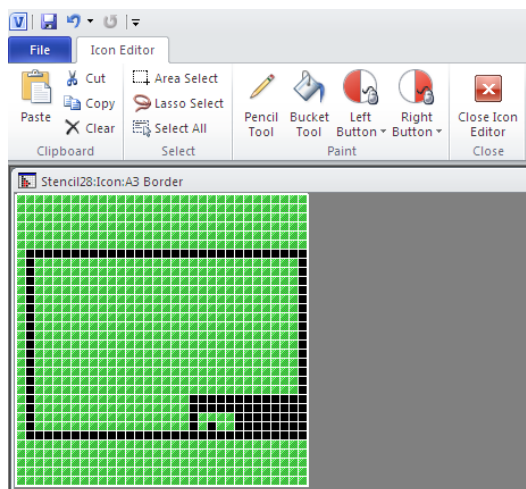 V
File Icon Editor
Paste
Cut
Copy
Clear
Clipboard
Area Select
Lasso Select
Select All
Select
Pencil Tool
Bucket Tool
Left Button
Right Button
Paint
Close Icon Editor
Close
Stencil28:Icon:A3 Border